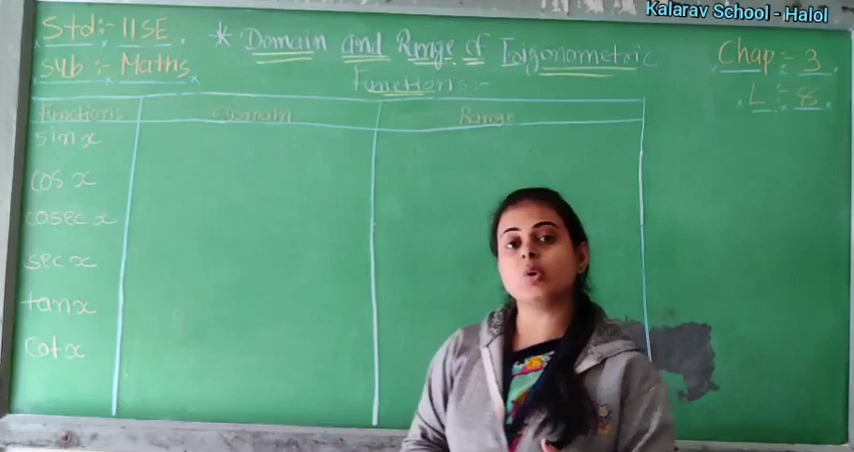 Kalarav School - Halol
Std:- 11SE
Sub:- Maths
* Domain and Range of Trigonometric
Functions:-
Chap:- 3
L:- 8
Functions Domain Range
sin x
cos x
cosec x
sec x
tan x
cot x